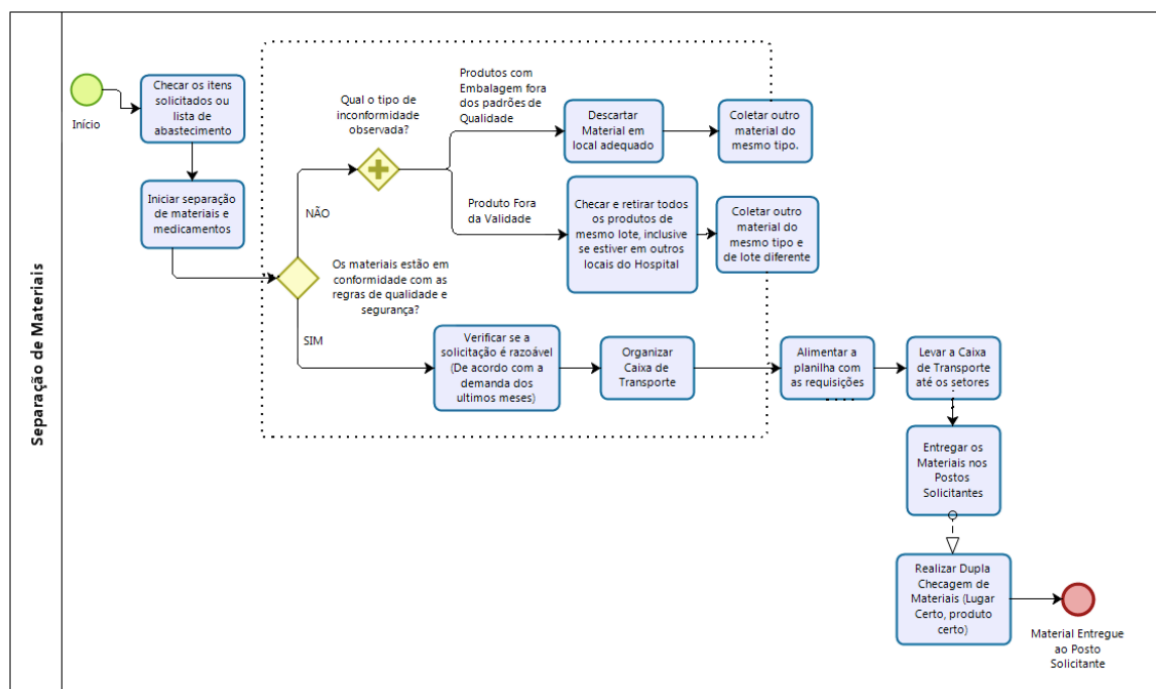 Separação de Materiais
Início
Checar os itens
solicitados ou
lista de
abastecimento
Iniciar separação
de materiais e
medicamentos
Qual o tipo de
inconformidade
observada?
NÃO
Os materiais estão em
conformidade com as
regras de qualidade e
segurança?
SIM
Produtos com
Embalagem fora
dos padrões de
Qualidade
Descartar
Material em
local adequado
Coletar outro
material do
mesmo tipo.
Produto Fora
da Validade
Checar e retirar todos
os produtos de
mesmo lote, inclusive
se estiver em outros
locais do Hospital
Coletar outro
material do
mesmo tipo e
de lote diferente
Verificar se a
solicitação é razoável
(De acordo com a
demanda dos
ultimos meses)
Organizar
Caixa de
Transporte
Alimentar a
planilha com
as requisições
Levar a Caixa
de Transporte
até os setores
Entregar os
Materiais nos
Postos
Solicitantes
Realizar Dupla
Checagem de
Materiais (Lugar
Certo, produto
certo)
Material Entregue
ao Posto
Solicitante